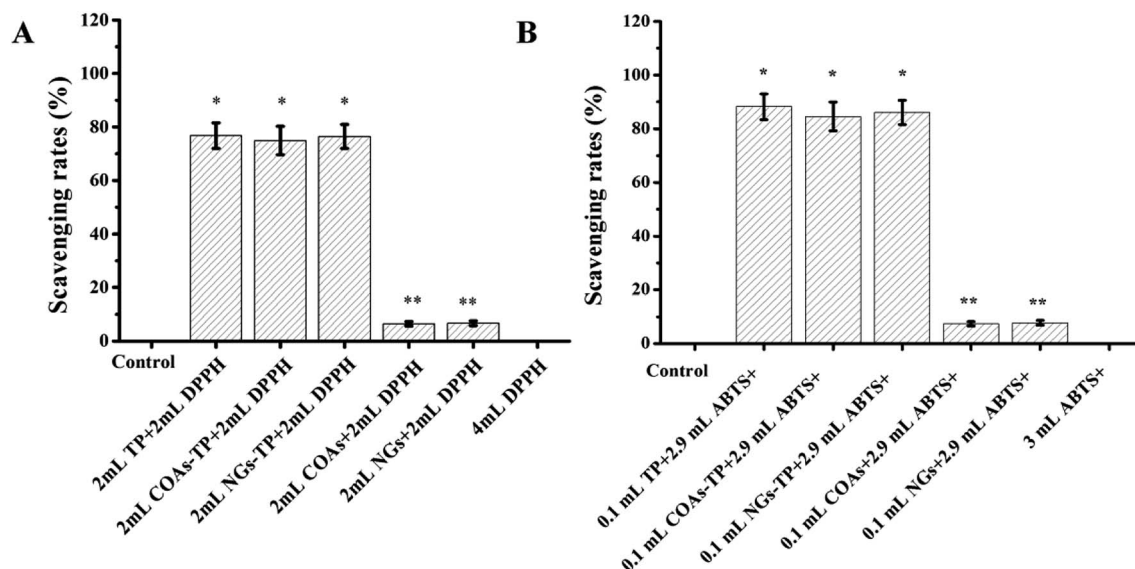 A
Scavenging rates (%)
120
100
80
60
40
20
0
*
*
*
**
**
Control
2mL TP+2mL DPPH
2mL COAs-TP+2mL DPPH
2mL NGs-TP+2mL DPPH
2mL COAs+2mL DPPH
2mL NGs+2mL DPPH
4mL DPPH
B
Scavenging rates (%)
120
100
80
60
40
20
0
*
*
*
**
**
Control
0.1 mL TP+2.9 mL ABTS+
0.1 mL COAs-TP+2.9 mL ABTS+
0.1 mL NGs-TP+2.9 mL ABTS+
0.1 mL COAs+2.9 mL ABTS+
0.1 mL NGs+2.9 mL ABTS+
3 mL ABTS+